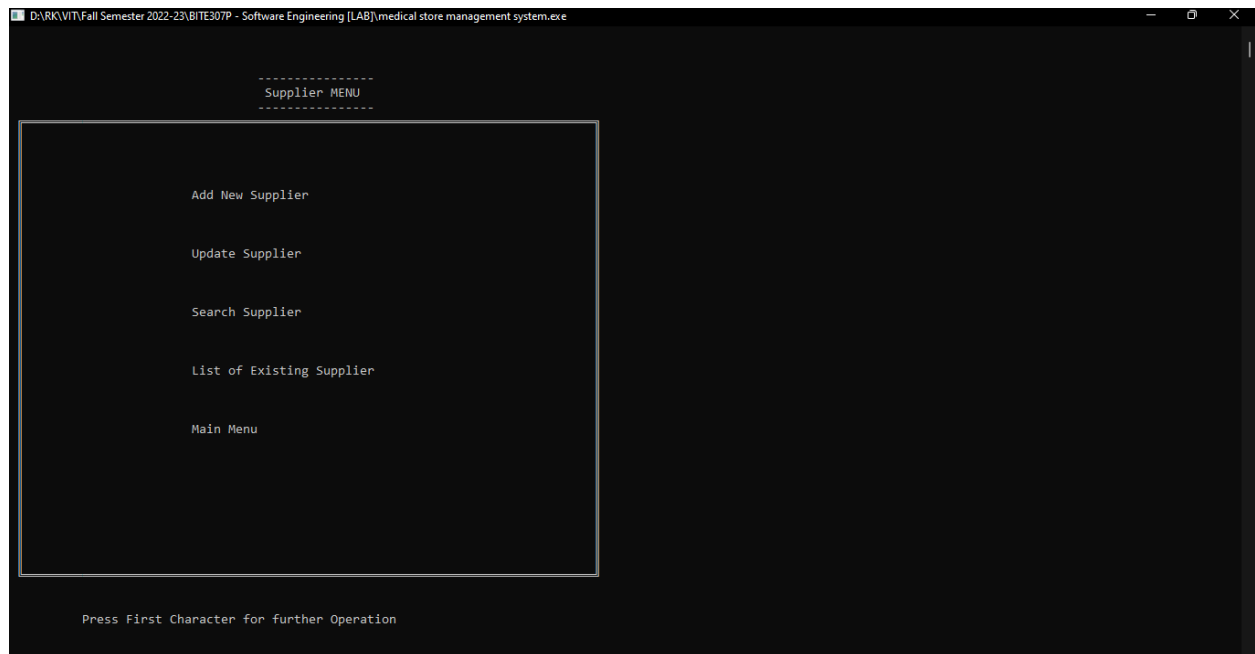 D:\RK\VIT\Fall Semester 2022-23\BITE307P - Software Engineering [LAB]\medical store management system.exe
----------------
Supplier MENU
----------------
Add New Supplier
Update Supplier
Search Supplier
List of Existing Supplier
Main Menu
Press First Character for further Operation